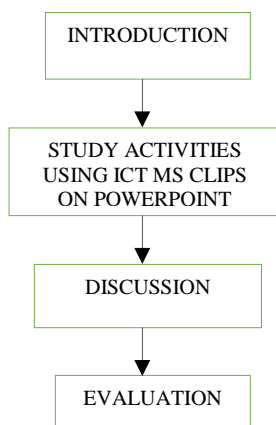 INTRODUCTION
STUDY ACTIVITIES
USING ICT MS CLIPS
ON POWERPOINT
DISCUSSION
EVALUATION